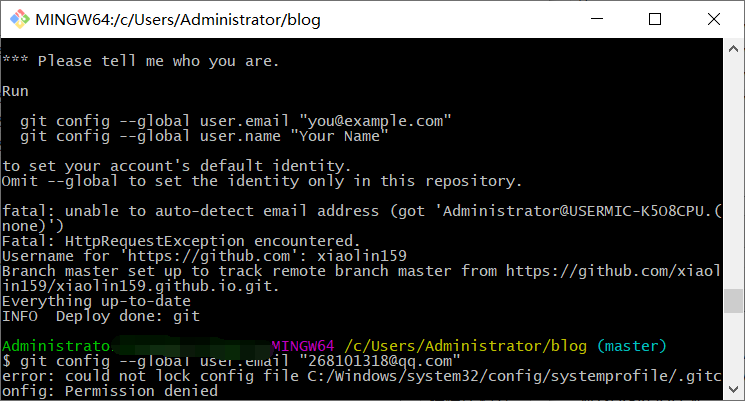 MINGW64:/c/Users/Administrator/blog
*** Please tell me who you are.
Run
git config --global user.email "you@example.com"
git config --global user.name "Your Name"
to set your account's default identity.
Omit --global to set the identity only in this repository.
fatal: unable to auto-detect email address (got 'Administrator@USERMIC-K5O8CPU.(
none)')
Fatal: HttpRequestException encountered.
Username for 'https://github.com': xiaolin159
Branch master set up to track remote branch master from https://github.com/xiaol
in159/xiaolin159.github.io.git.
Everything up-to-date
INFO  Deploy done: git
Administrato MINGW64 /c/Users/Administrator/blog (master)
$ git config --global user.email "268101318@qq.com"
error: could not lock config file C:/Windows/system32/config/systemprofile/.gitc
onfig: Permission denied